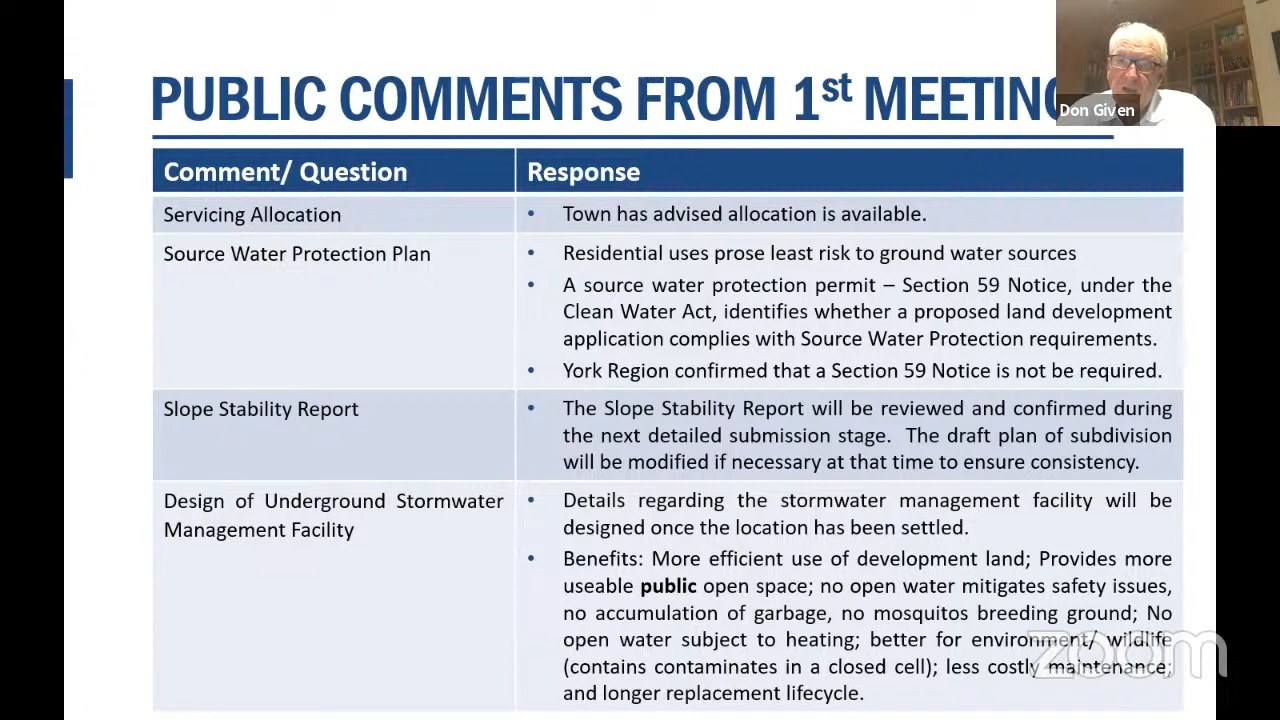 PUBLIC COMMENTS FROM 1st MEETING
Don Given
Comment/ Question
Response
Servicing Allocation
• Town has advised allocation is available.
Source Water Protection Plan
• Residential uses prose least risk to ground water sources
• A source water protection permit – Section 59 Notice, under the
Clean Water Act, identifies whether a proposed land development
application complies with Source Water Protection requirements.
• York Region confirmed that a Section 59 Notice is not be required.
Slope Stability Report
• The Slope Stability Report will be reviewed and confirmed during
the next detailed submission stage. The draft plan of subdivision
will be modified if necessary at that time to ensure consistency.
Design of Underground Stormwater
Management Facility
• Details regarding the stormwater management facility will be
designed once the location has been settled.
• Benefits: More efficient use of development land; Provides more
useable public open space; no open water mitigates safety issues,
no accumulation of garbage, no mosquitos breeding ground; No
open water subject to heating; better for environment/ wildlife
(contains contaminates in a closed cell); less costly maintenance;
and longer replacement lifecycle.
zoom